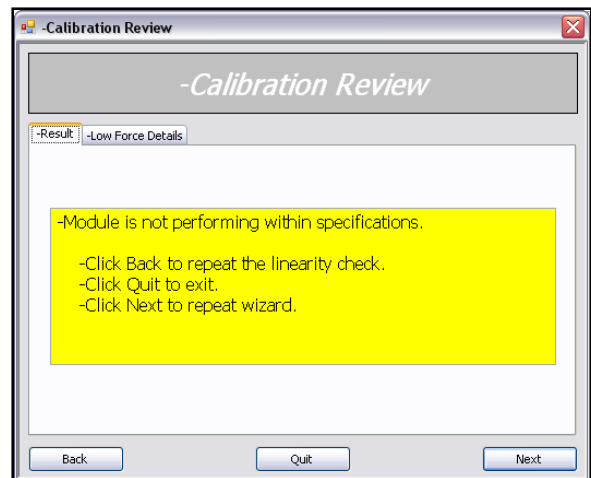 -Calibration Review
-Calibration Review
-Result -Low Force Details
-Module is not performing within specifications.
-Click Back to repeat the linearity check.
-Click Quit to exit.
-Click Next to repeat wizard.
Back Quit Next